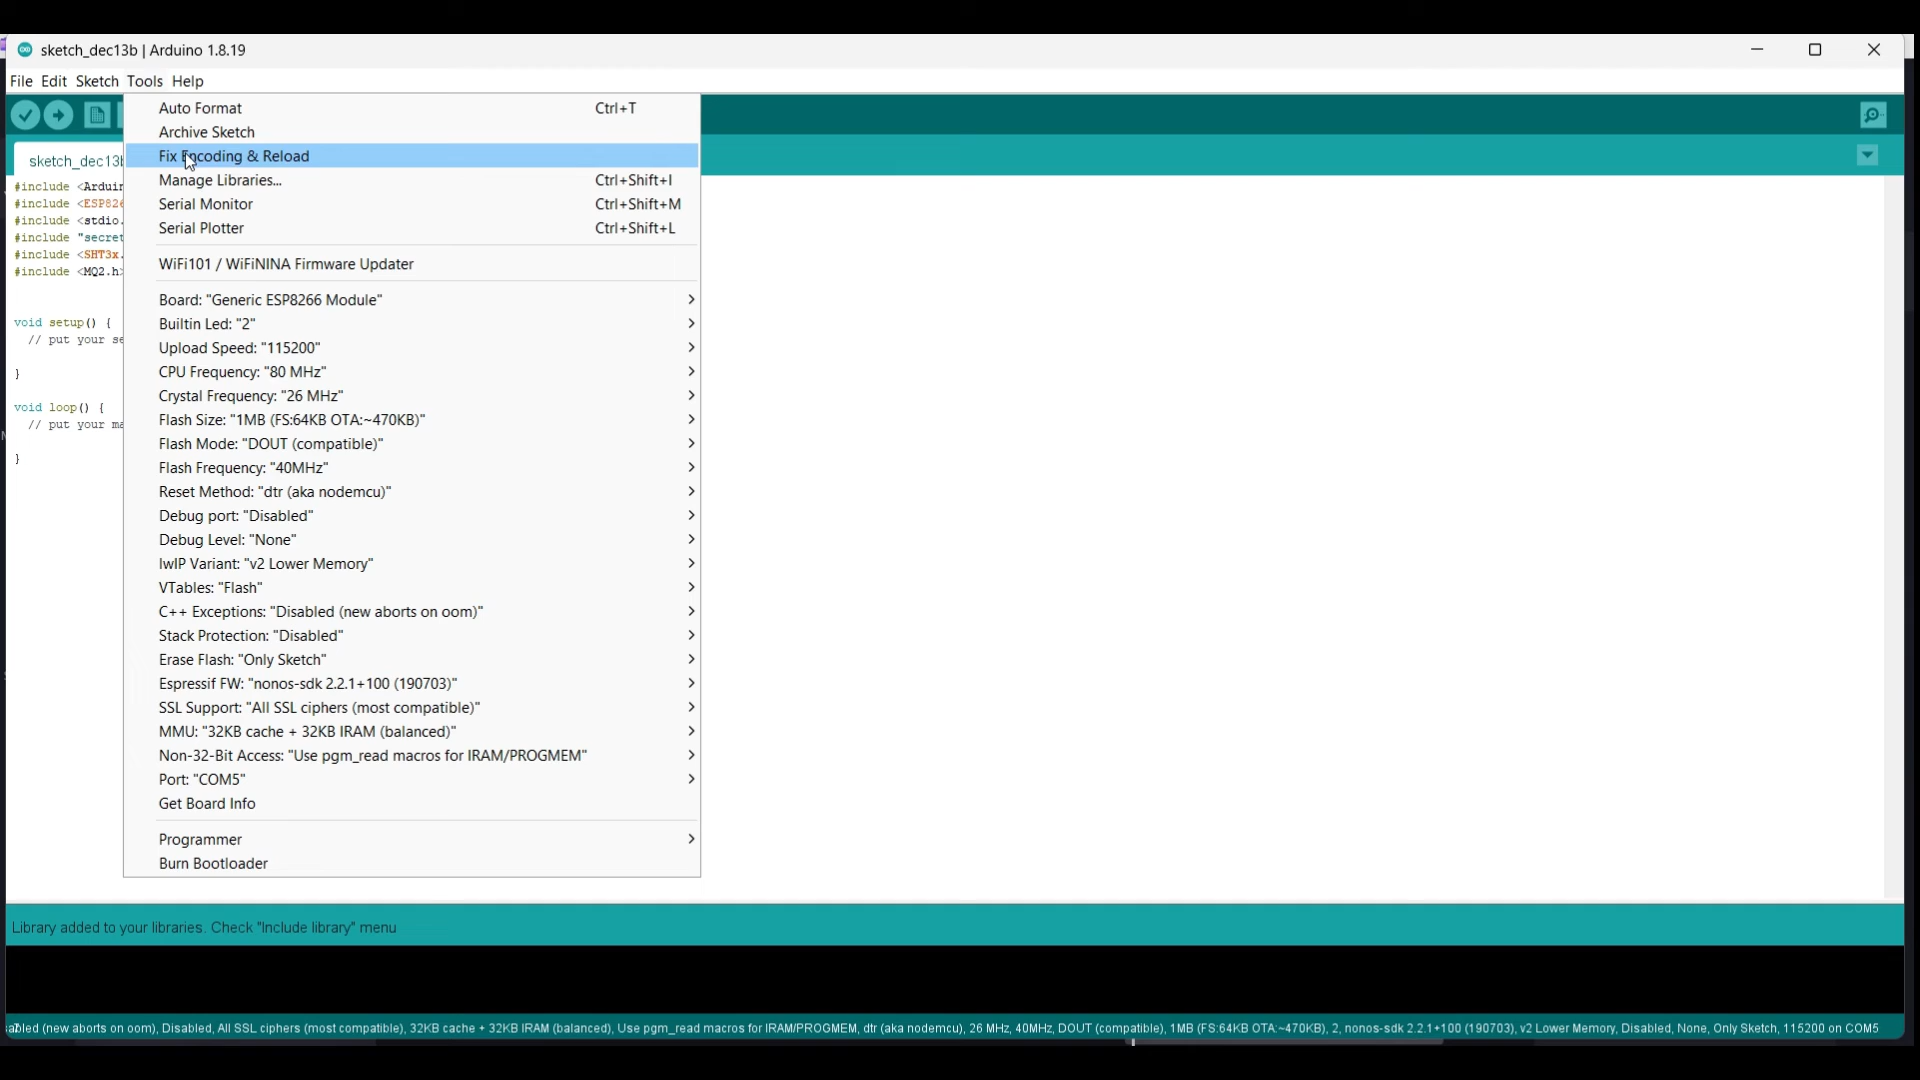 sketch_dec13b | Arduino 1.8.19
File Edit Sketch Tools Help
Auto Format Ctrl+T
Archive Sketch
Fix Encoding & Reload
Manage Libraries... Ctrl+Shift+I
Serial Monitor Ctrl+Shift+M
Serial Plotter Ctrl+Shift+L
WiFi101 / WiFiNINA Firmware Updater
Board: "Generic ESP8266 Module"
Builtin Led: "2"
Upload Speed: "115200"
CPU Frequency: "80 MHz"
Crystal Frequency: "26 MHz"
Flash Size: "1MB (FS:64KB OTA:~470KB)"
Flash Mode: "DOUT (compatible)"
Flash Frequency: "40MHz"
Reset Method: "dtr (aka nodemcu)"
Debug port: "Disabled"
Debug Level: "None"
lwIP Variant: "v2 Lower Memory"
VTables: "Flash"
C++ Exceptions: "Disabled (new aborts on oom)"
Stack Protection: "Disabled"
Erase Flash: "Only Sketch"
Espressif FW: "nonos-sdk 2.2.1+100 (190703)"
SSL Support: "All SSL ciphers (most compatible)"
MMU: "32KB cache + 32KB IRAM (balanced)"
Non-32-Bit Access: "Use pgm_read macros for IRAM/PROGMEM"
Port: "COM5"
Get Board Info
Programmer
Burn Bootloader
sketch_dec13b
#include <Arduin
#include <ESP826
#include <stdio.
#include "secret
#include <SHT3x.
#include <MQ2.h>
void setup() {
// put your se
}
void loop() {
// put your ma
}
Library added to your libraries. Check "Include library" menu
(new aborts on oom), Disabled, All SSL ciphers (most compatible), 32KB cache + 32KB IRAM (balanced), Use pgm_read macros for IRAM/PROGMEM, dtr (aka nodemcu), 26 MHz, 40MHz, DOUT (compatible), 1MB (FS:64KB OTA:~470KB), 2, nonos-sdk 2.2.1+100 (190703), v2 Lower Memory, Disabled, None, Only Sketch, 115200 on COM5